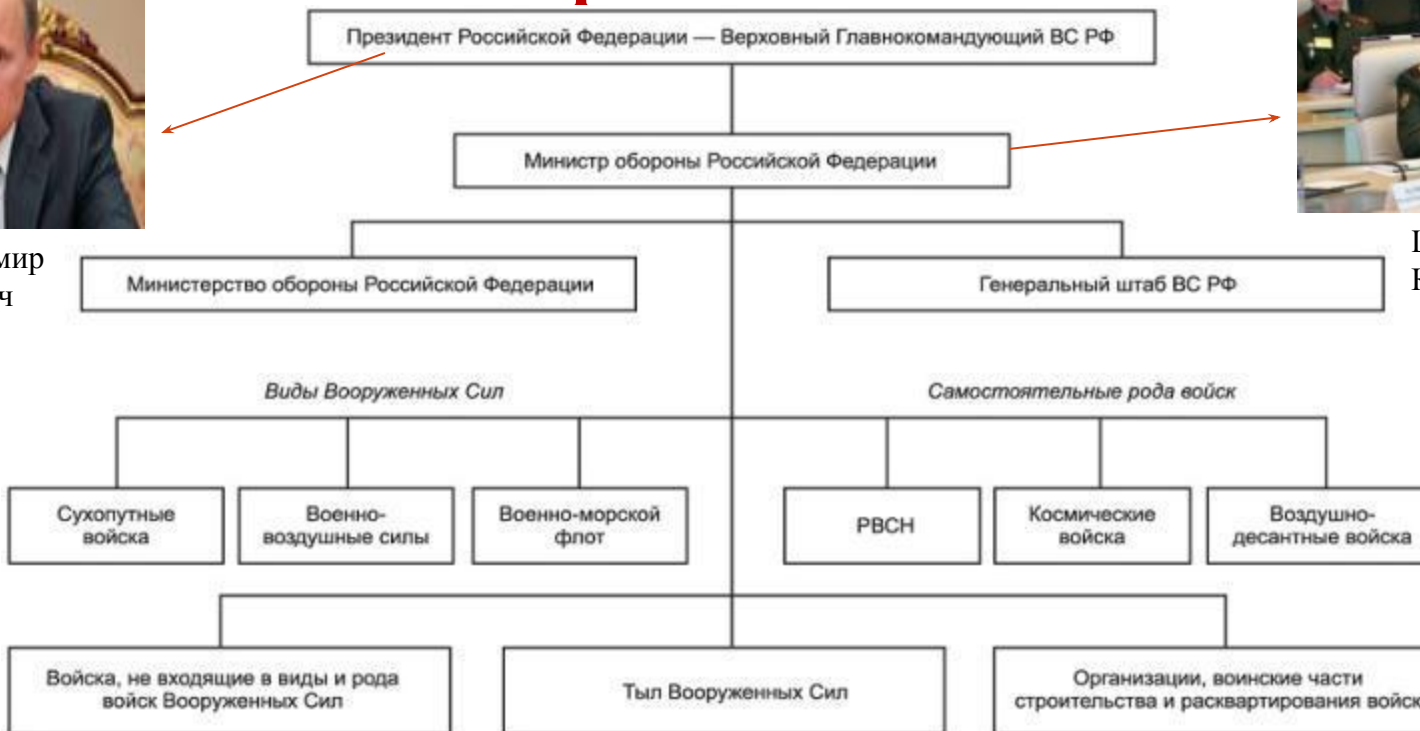 Президент Российской Федерации — Верховный Главнокомандующий ВС РФ
Министр обороны Российской Федерации
мир
ч
Министерство обороны Российской Федерации
Генеральный штаб ВС РФ
Виды Вооруженных Сил
Самостоятельные рода войск
Сухопутные
войска
Военно-
воздушные силы
Военно-морской
флот
РВСН
Космические
войска
Воздушно-
десантные войска
Войска, не входящие в виды и рода
войск Вооруженных Сил
Тыл Вооруженных Сил
Организации, воинские части
строительства и расквартирования войск